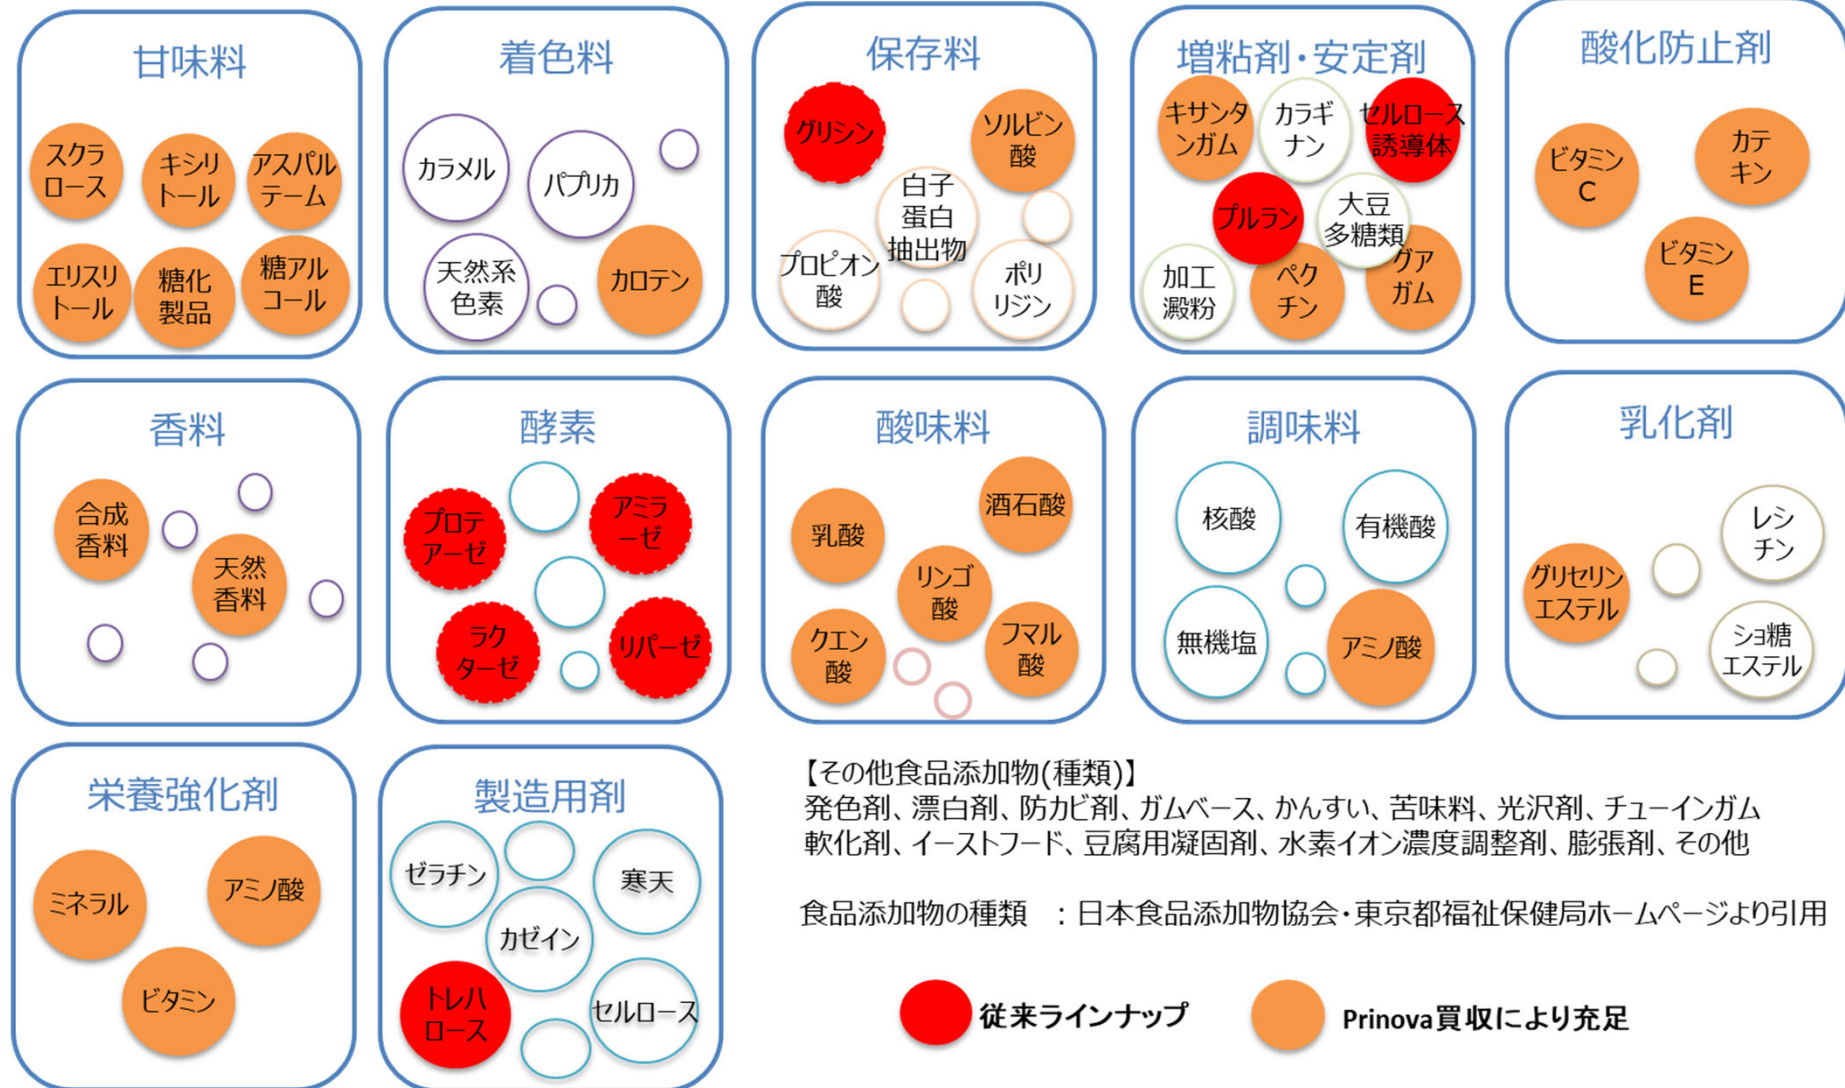 甘味料
スクラ
ロース
キシリ
トール
アスパル
テーム
エリスリ
トール
糖化
製品
糖アル
コール
着色料
カラメル
パプリカ
天然系
色素
カロテン
保存料
グリシン
ソルビン
酸
白子
蛋白
抽出物
プロピオン
酸
ポリ
リジン
増粘剤・安定剤
キサンタ
ンガム
カラギ
ナン
セルロース
誘導体
プルラン
大豆
多糖類
加工
澱粉
ペク
チン
グア
ガム
酸化防止剤
ビタミン
C
カテ
キン
ビタミン
E
香料
合成
香料
天然
香料
酵素
プロテ
アーゼ
アミラ
ーゼ
ラク
ターゼ
リパーゼ
酸味料
乳酸
酒石酸
リンゴ
酸
クエン
酸
フマル
酸
調味料
核酸
有機酸
無機塩
アミノ酸
乳化剤
グリセリン
エステル
レシ
チン
ショ糖
エステル
栄養強化剤
ミネラル
アミノ酸
ビタミン
製造用剤
ゼラチン
寒天
カゼイン
トレハ
ロース
セルロース
【その他食品添加物(種類)】
発色剤、漂白剤、防カビ剤、ガムベース、かんすい、苦味料、光沢剤、チューインガム
軟化剤、イーストフード、豆腐用凝固剤、水素イオン濃度調整剤、膨張剤、その他
食品添加物の種類 ：日本食品添加物協会・東京都福祉保健局ホームページより引用
従来ラインナップ
Prinova買収により充足